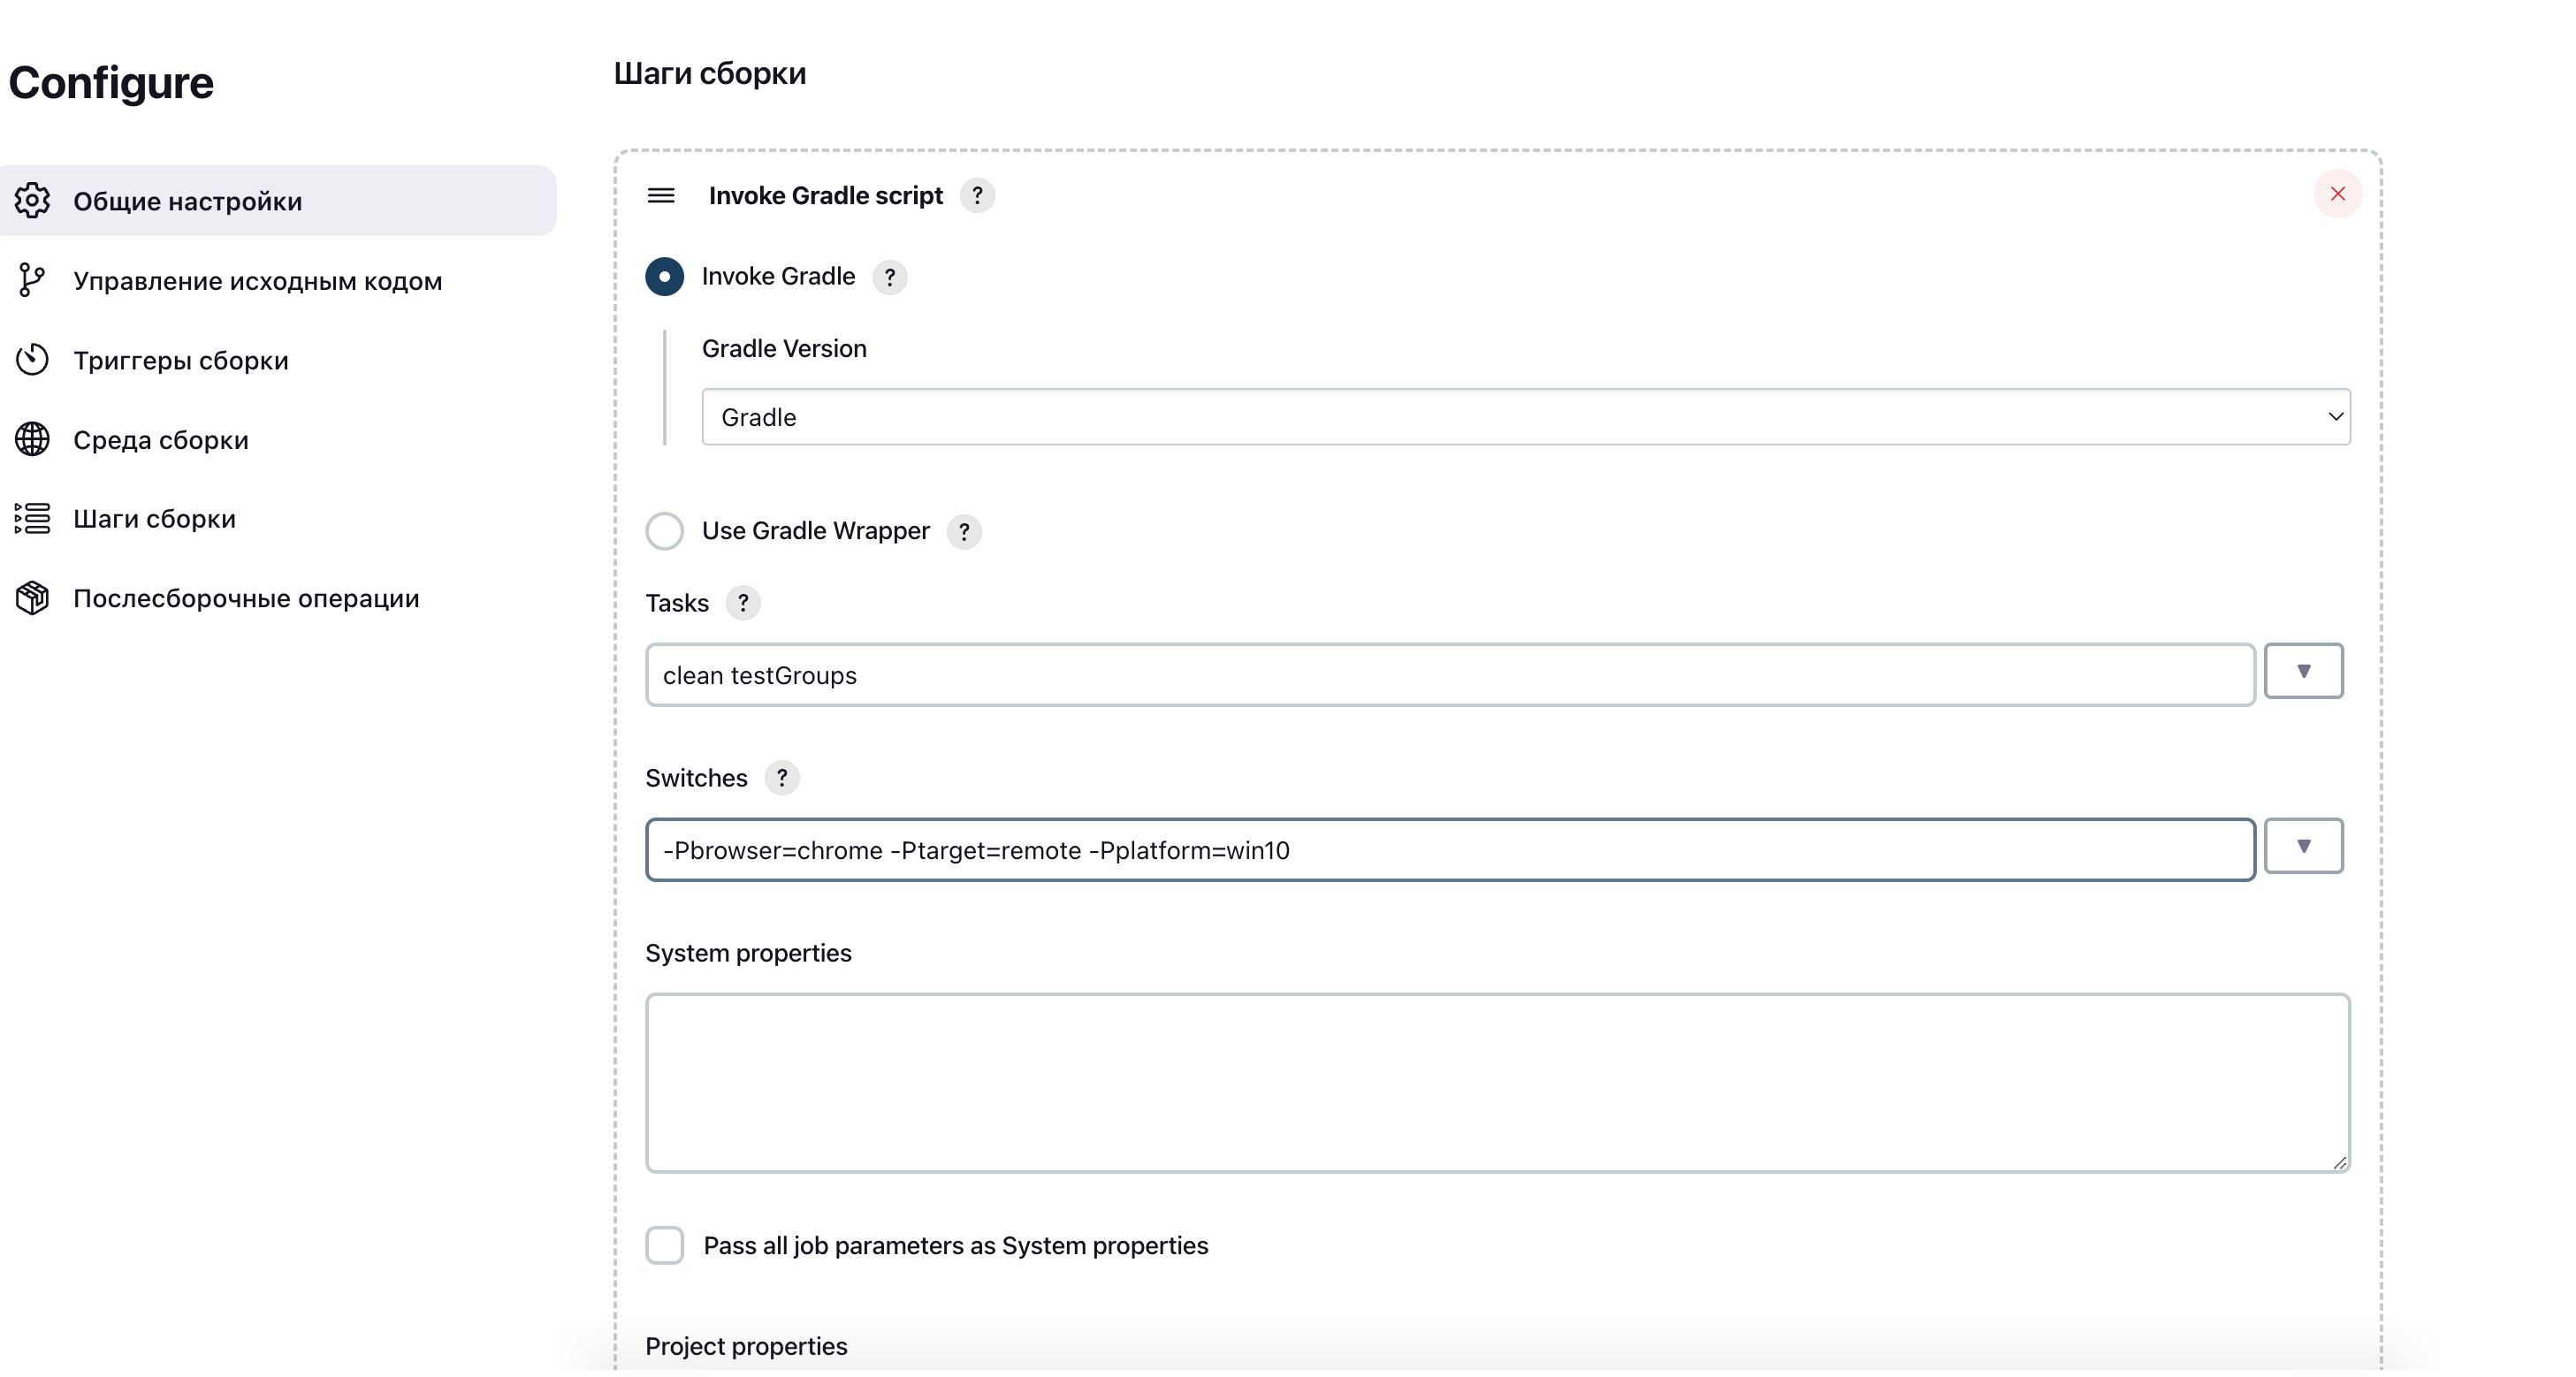 Configure
Общие настройки
Управление исходным кодом
Триггеры сборки
Среда сборки
Шаги сборки
Послесборочные операции
Шаги сборки
Invoke Gradle script ?
Invoke Gradle ?
Gradle Version
Gradle
Use Gradle Wrapper ?
Tasks ?
clean testGroups
Switches ?
-Pbrowser=chrome -Ptarget=remote -Pplatform=win10
System properties
Pass all job parameters as System properties
Project properties